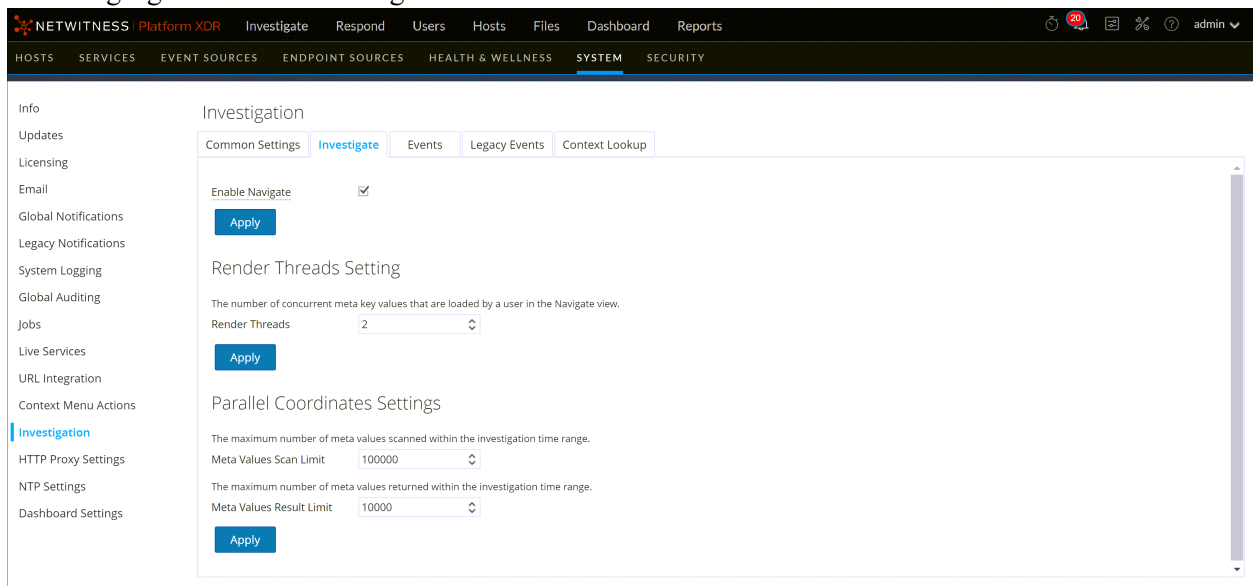 NETWITNESS Platform XDR Investigate Respond Users Hosts Files Dashboard Reports 20 admin
HOSTS SERVICES EVENT SOURCES ENDPOINT SOURCES HEALTH & WELLNESS SYSTEM SECURITY
Info
Updates
Licensing
Email
Global Notifications
Legacy Notifications
System Logging
Global Auditing
Jobs
Live Services
URL Integration
Context Menu Actions
Investigation
HTTP Proxy Settings
NTP Settings
Dashboard Settings
Investigation
Common Settings Investigate Events Legacy Events Context Lookup
Enable Navigate
Apply
Render Threads Setting
The number of concurrent meta key values that are loaded by a user in the Navigate view.
Render Threads 2
Apply
Parallel Coordinates Settings
The maximum number of meta values scanned within the investigation time range.
Meta Values Scan Limit 100000
The maximum number of meta values returned within the investigation time range.
Meta Values Result Limit 10000
Apply